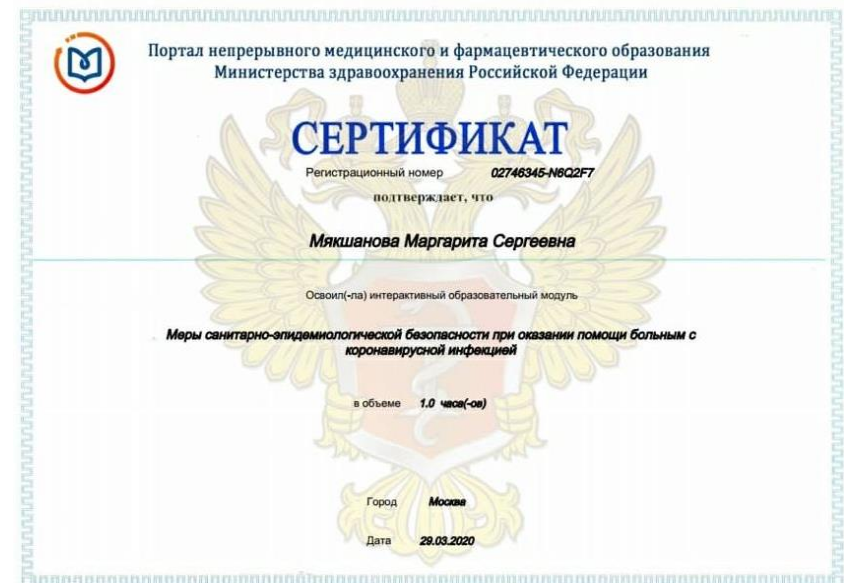 Портал непрерывного медицинского и фармацевтического образования
Министерства здравоохранения Российской Федерации
СЕРТИФИКАТ
Регистрационный номер 02746345-N6Q2F7
подтверждает, что
Мякшанова Маргарита Сергеевна
Освоил(-ла) интерактивный образовательный модуль
Меры санитарно-эпидемиологической безопасности при оказании помощи больным с
коронавирусной инфекцией
в объеме 1.0 часа(-ов)
Город Москва
Дата 29.03.2020